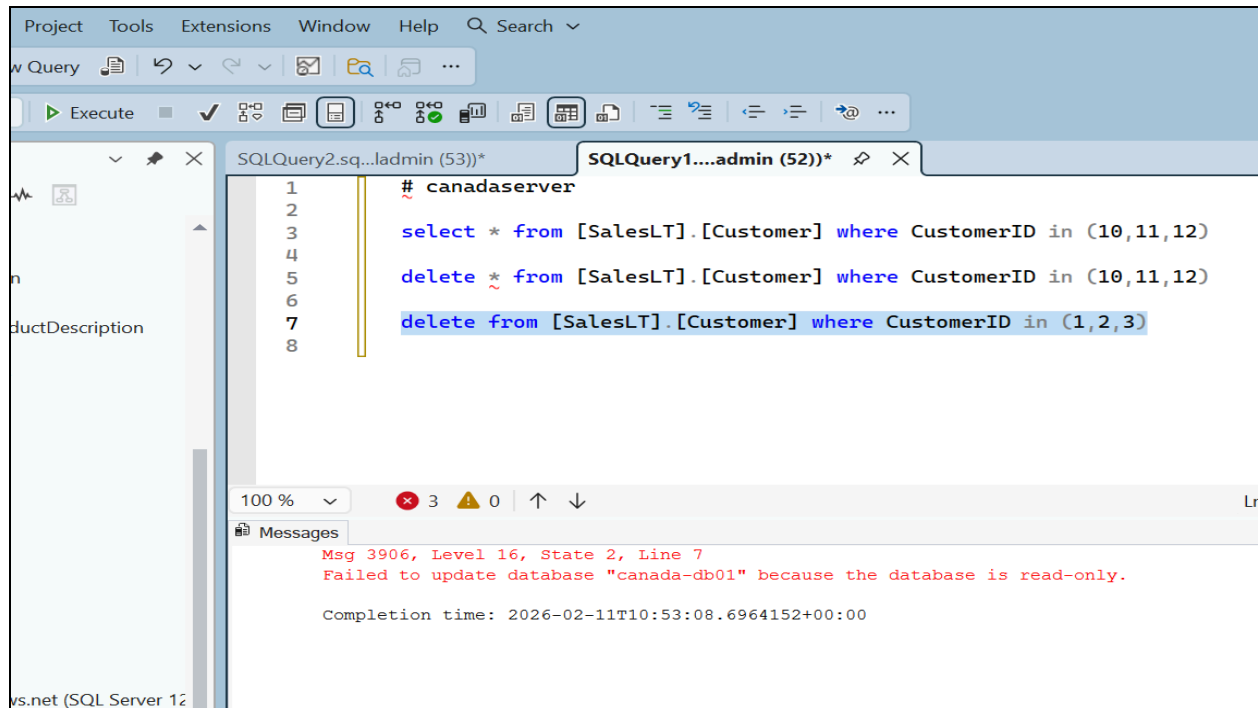 Project Tools Extensions Window Help Search
w Query
Execute
SQLQuery2.sq...ladmin (53))*
SQLQuery1....admin (52))*
1 # canadaserver
2
3 select * from [SalesLT].[Customer] where CustomerID in (10,11,12)
4
5 delete * from [SalesLT].[Customer] where CustomerID in (10,11,12)
6
7 delete from [SalesLT].[Customer] where CustomerID in (1,2,3)
8
n
ductDescription
100 % 3 0 Ln
Messages
Msg 3906, Level 16, State 2, Line 7
Failed to update database "canada-db01" because the database is read-only.
Completion time: 2026-02-11T10:53:08.6964152+00:00
ws.net (SQL Server 12